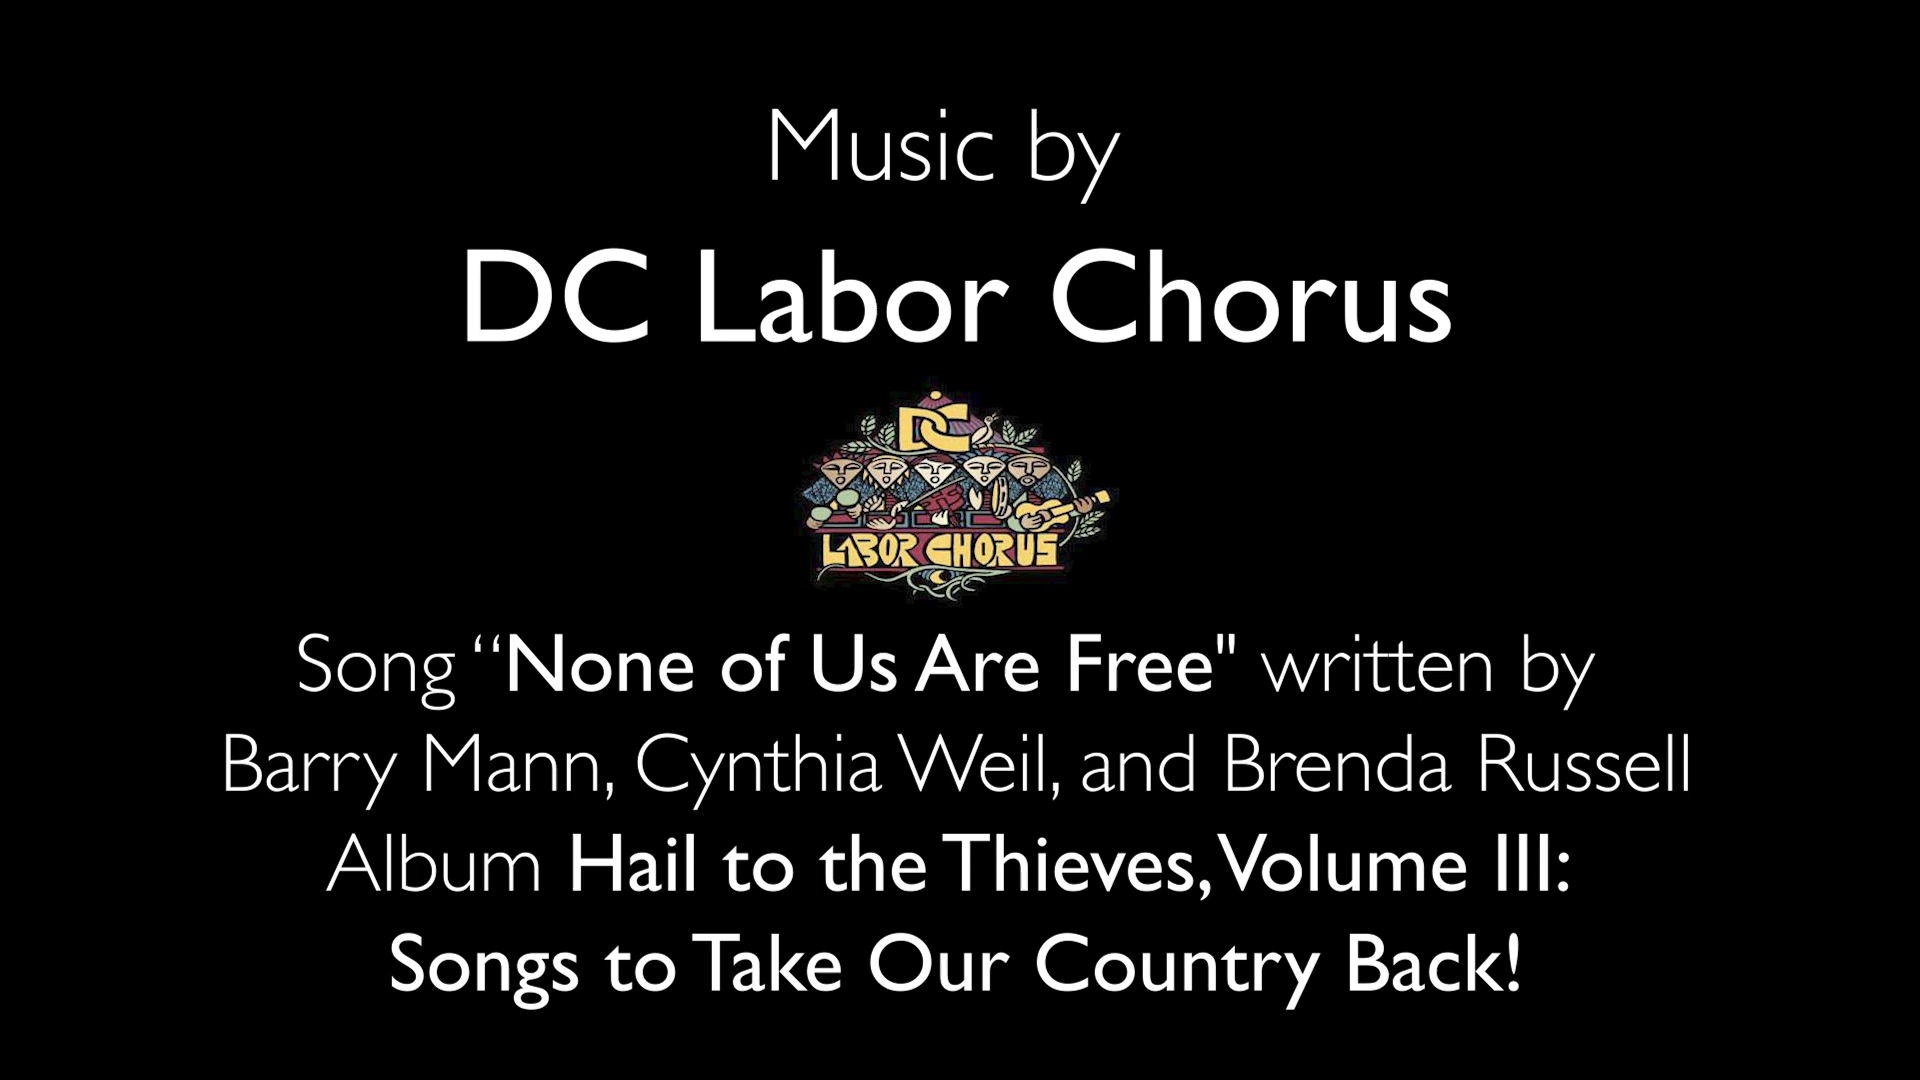 Music by
DC Labor Chorus
DC
LABOR CHORUS
Song “None of Us Are Free" written by
Barry Mann, Cynthia Weil, and Brenda Russell
Album Hail to the Thieves, Volume III:
Songs to Take Our Country Back!